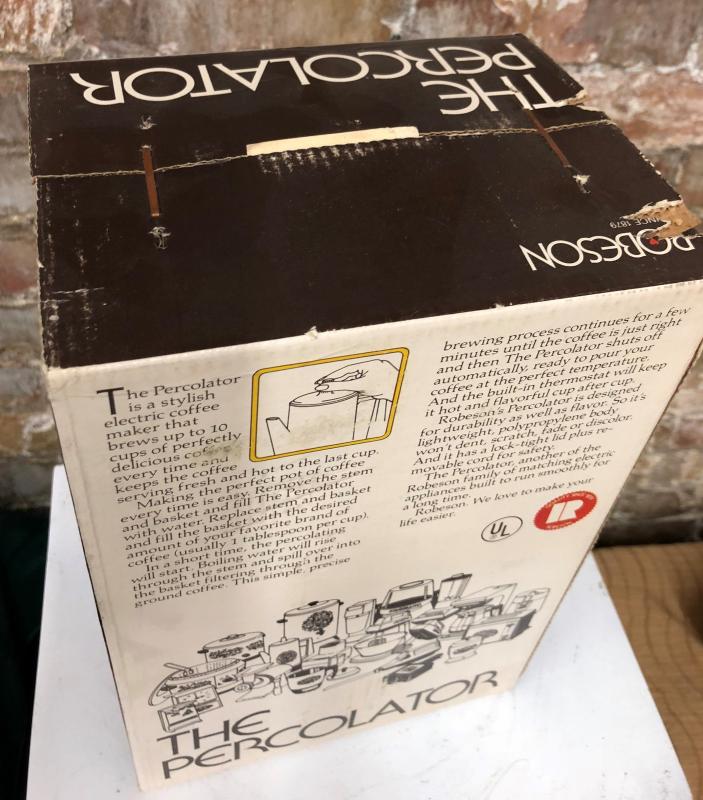 THE
PERCOLATOR
ROBESON
SINCE 1879
The Percolator
is a stylish
electric coffee
maker that
brews up to 10
cups of perfectly
delicious coffee
every time and
keeps the coffee
serving fresh and hot to the last cup.
Making the perfect pot of coffee
every time is easy. Remove the stem
and basket and fill The Percolator
with water. Replace stem and basket
and fill the basket with the desired
amount of your favorite brand of
coffee (usually 1 tablespoon per cup).
In a short time, the percolating
will start. Boiling water will rise
through the stem and spill over into
the basket filtering through the
ground coffee. This simple, precise
brewing process continues for a few
minutes until the coffee is just right
and then The Percolator shuts off
automatically, ready to pour your
coffee at the perfect temperature.
And the built-in thermostat will keep
it hot and flavorful cup after cup.
Robeson's Percolator is designed
for durability as well as flavor. So it's
lightweight, polypropylene body
won't dent, scratch, fade or discolor.
And it has a lock-tight lid plus re-
movable cord for safety.
The Percolator, another of the
Robeson family of matching electric
appliances built to run smoothly for
a long time.
Robeson. We love to make your
life easier.
UL
R
THE
PERCOLATOR